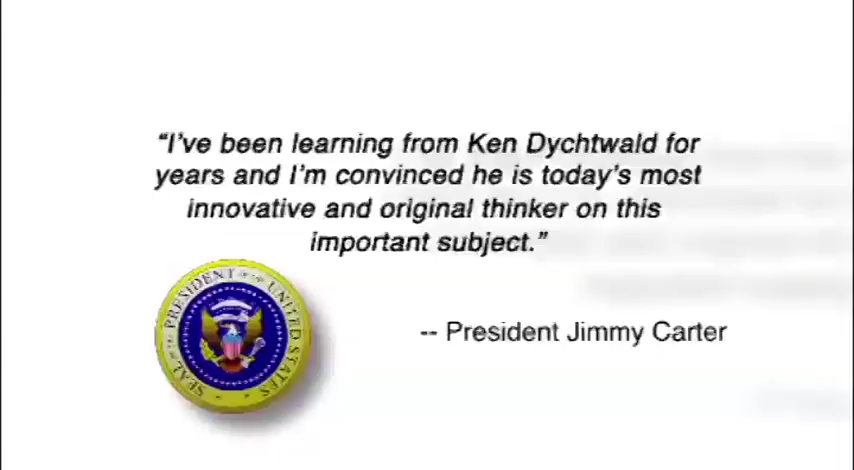 “I’ve been learning from Ken Dychtwald for
years and I’m convinced he is today’s most
innovative and original thinker on this
important subject.”
-- President Jimmy Carter
SEAL OF THE PRESIDENT OF THE UNITED STATES